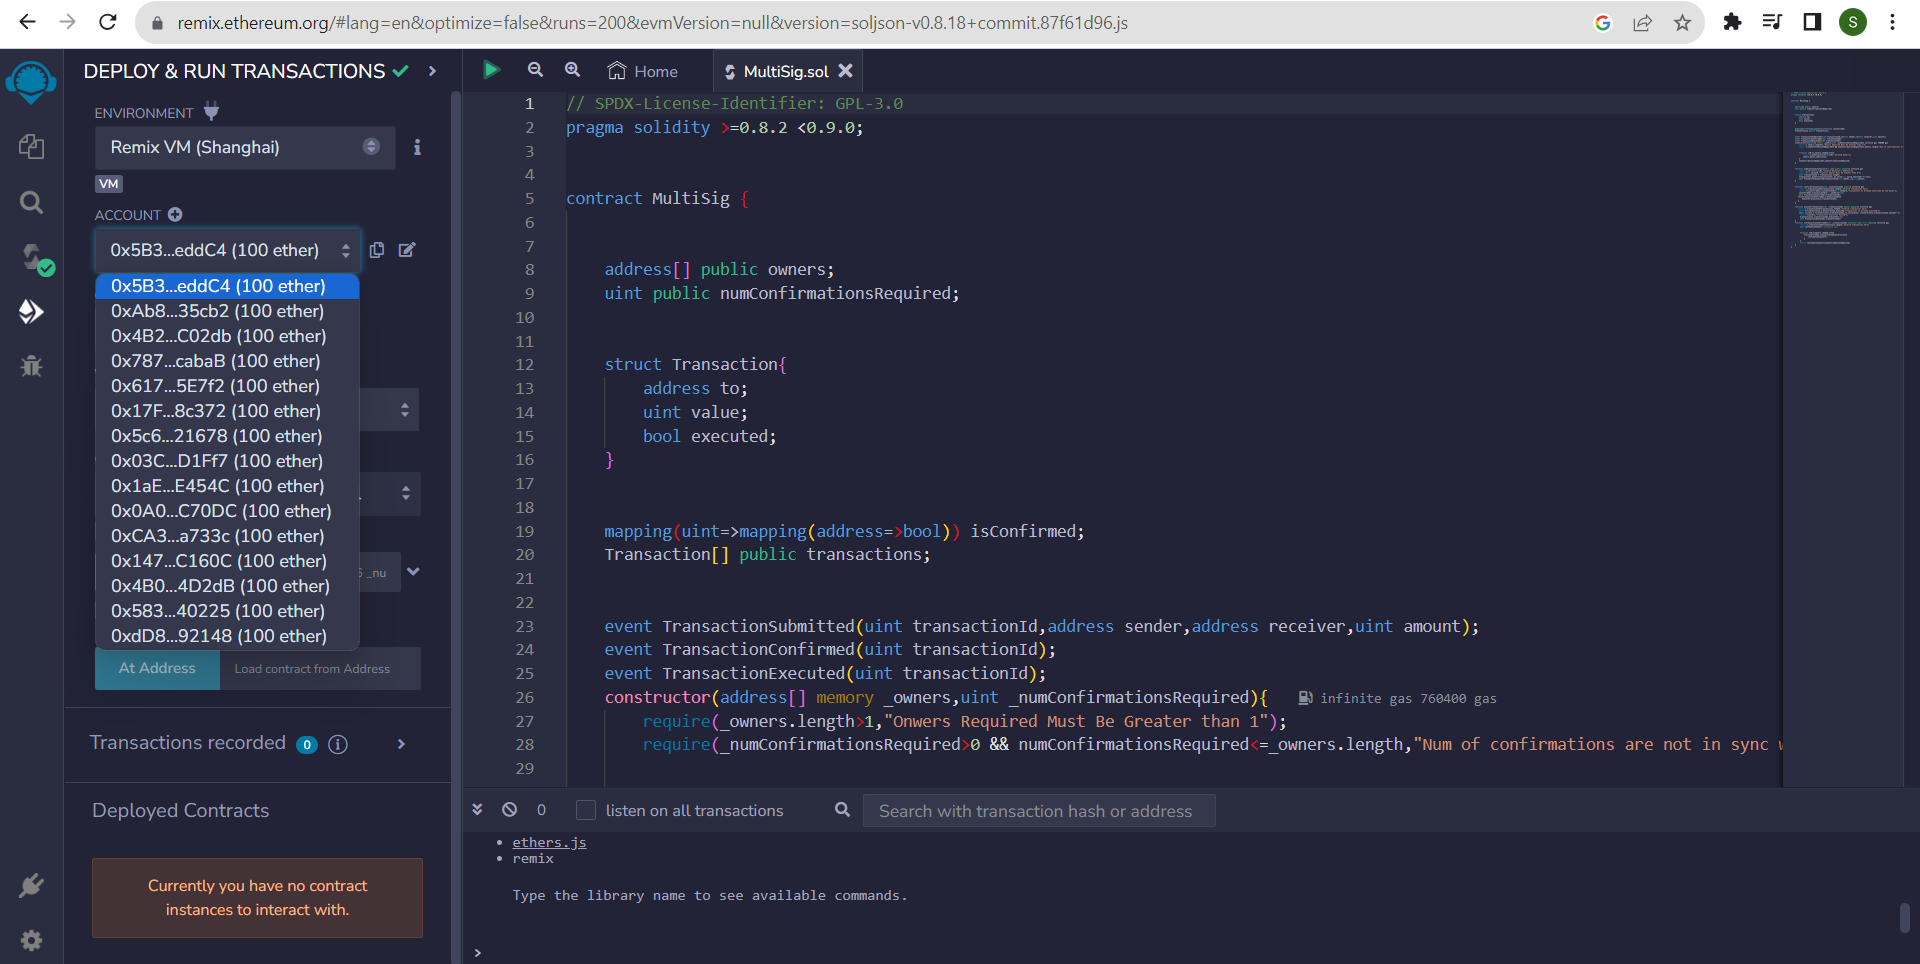 remix.ethereum.org/#lang=en&optimize=false&runs=200&evmVersion=null&version=soljson-v0.8.18+commit.87f61d96.js
S
DEPLOY & RUN TRANSACTIONS
ENVIRONMENT
Remix VM (Shanghai)
VM
ACCOUNT
0x5B3...eddC4 (100 ether)
0x5B3...eddC4 (100 ether)
0xAb8...35cb2 (100 ether)
0x4B2...C02db (100 ether)
0x787...cabaB (100 ether)
0x617...5E7f2 (100 ether)
0x17F...8c372 (100 ether)
0x5c6...21678 (100 ether)
0x03C...D1Ff7 (100 ether)
0x1aE...E454C (100 ether)
0x0A0...C70DC (100 ether)
0xCA3...a733c (100 ether)
0x147...C160C (100 ether)
0x4B0...4D2dB (100 ether)
0x583...40225 (100 ether)
0xdD8...92148 (100 ether)
_nu
At Address
Load contract from Address
Transactions recorded 0
Deployed Contracts
Currently you have no contract
instances to interact with.
Home
MultiSig.sol
1 // SPDX-License-Identifier: GPL-3.0
2 pragma solidity >=0.8.2 <0.9.0;
3
4
5 contract MultiSig {
6
7
8 address[] public owners;
9 uint public numConfirmationsRequired;
10
11
12 struct Transaction{
13 address to;
14 uint value;
15 bool executed;
16 }
17
18
19 mapping(uint=>mapping(address=>bool)) isConfirmed;
20 Transaction[] public transactions;
21
22
23 event TransactionSubmitted(uint transactionId,address sender,address receiver,uint amount);
24 event TransactionConfirmed(uint transactionId);
25 event TransactionExecuted(uint transactionId);
26 constructor(address[] memory _owners,uint _numConfirmationsRequired){ infinite gas 760400 gas
27 require(_owners.length>1,"Onwers Required Must Be Greater than 1");
28 require(_numConfirmationsRequired>0 && numConfirmationsRequired<=_owners.length,"Num of confirmations are not in sync
29
0
listen on all transactions
Search with transaction hash or address
• ethers.js
• remix
Type the library name to see available commands.
>